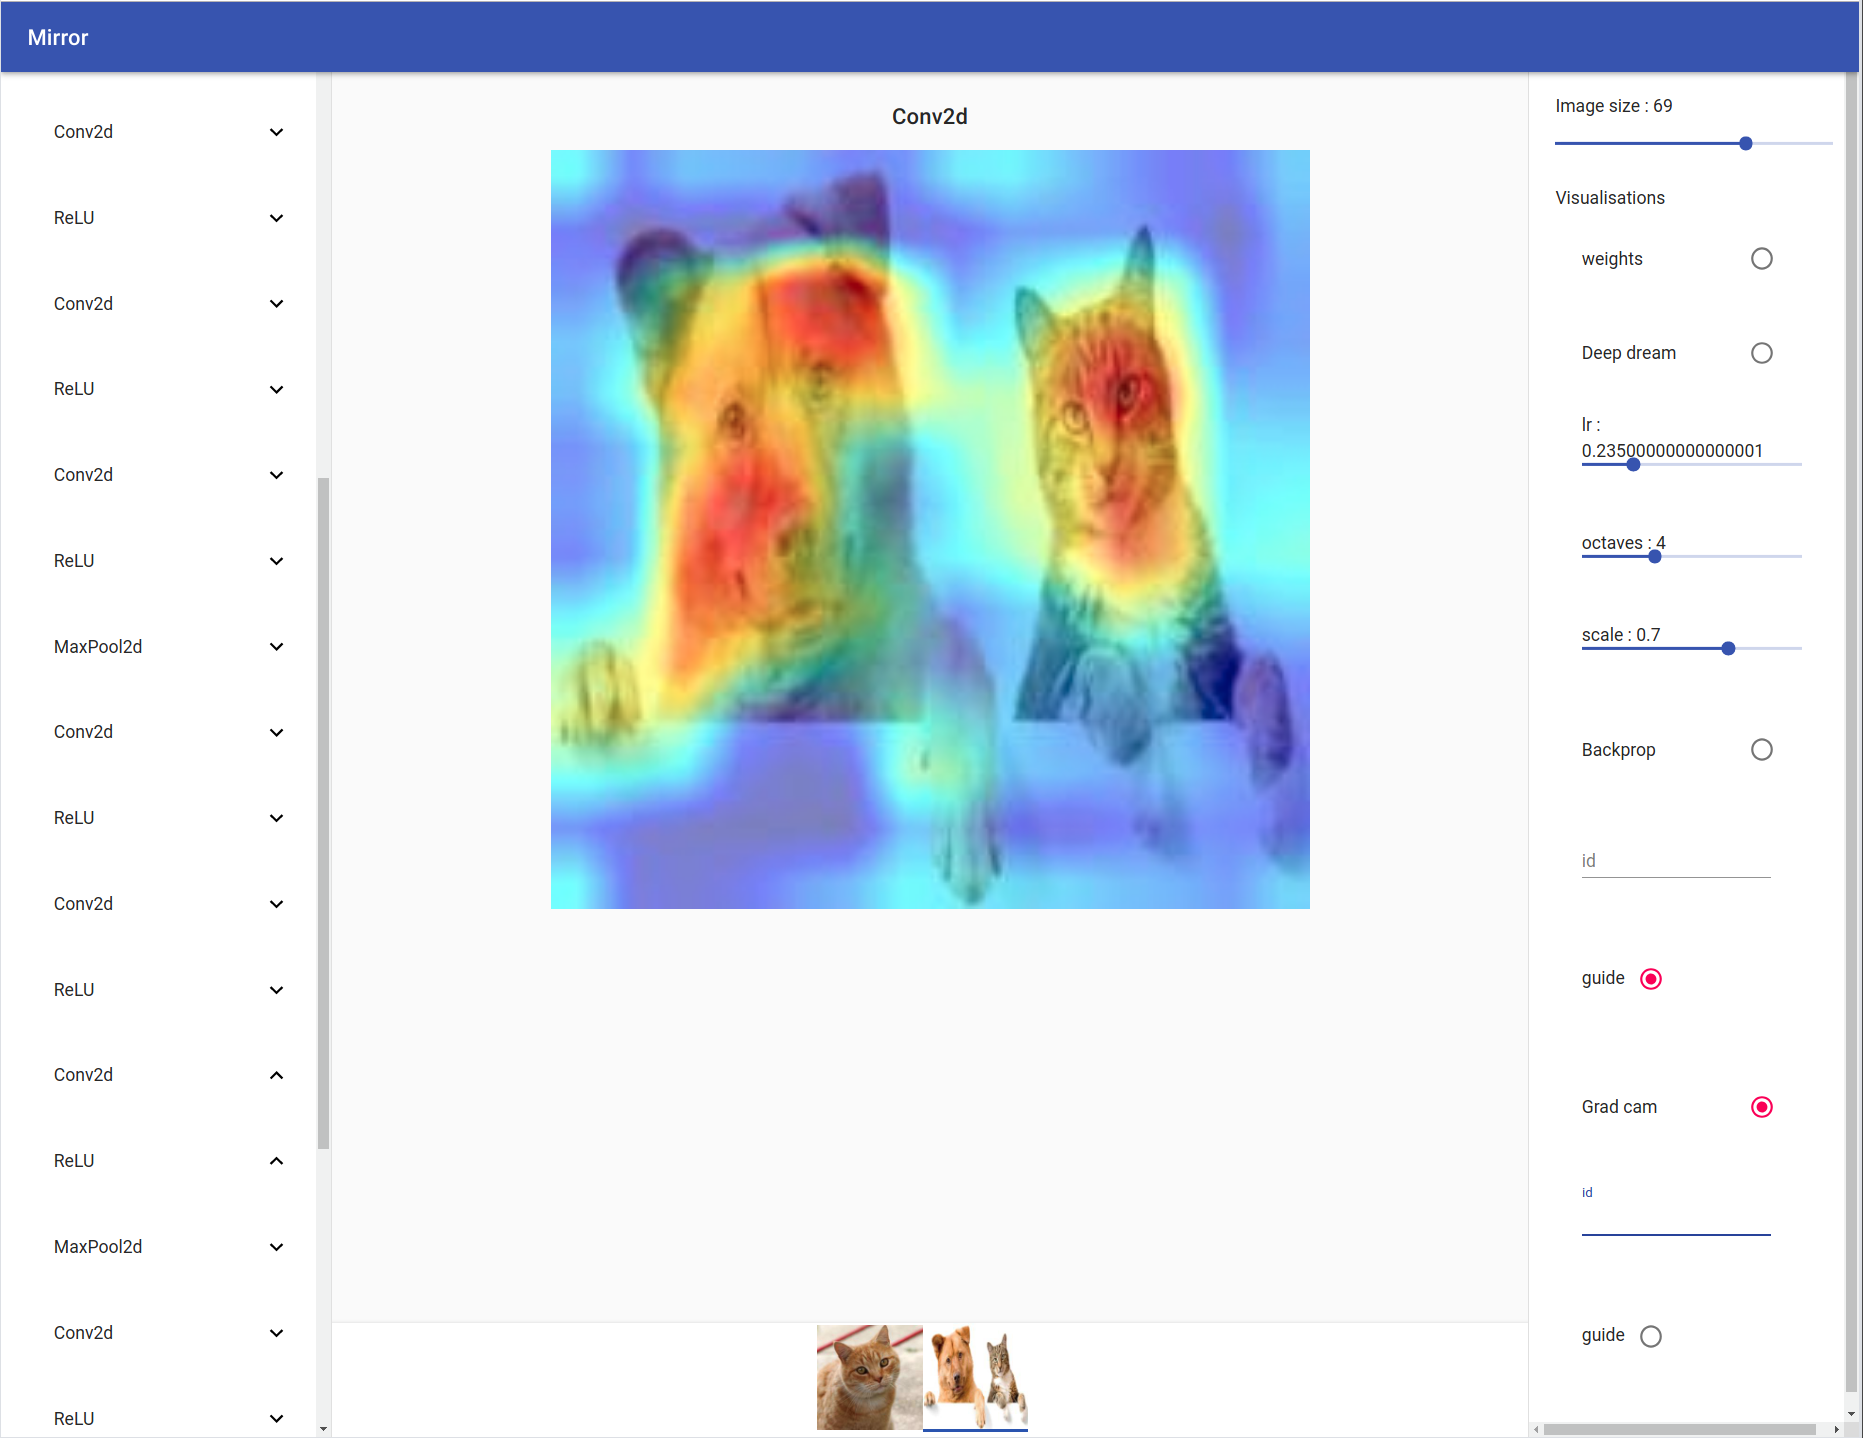 Mirror
Conv2d
ReLU
Conv2d
ReLU
Conv2d
ReLU
MaxPool2d
Conv2d
ReLU
Conv2d
ReLU
Conv2d
ReLU
MaxPool2d
Conv2d
ReLU
Conv2d
Image size : 69
Visualisations
weights
Deep dream
lr :
0.23500000000000001
octaves : 4
scale : 0.7
Backprop
id
guide
Grad cam
id
guide